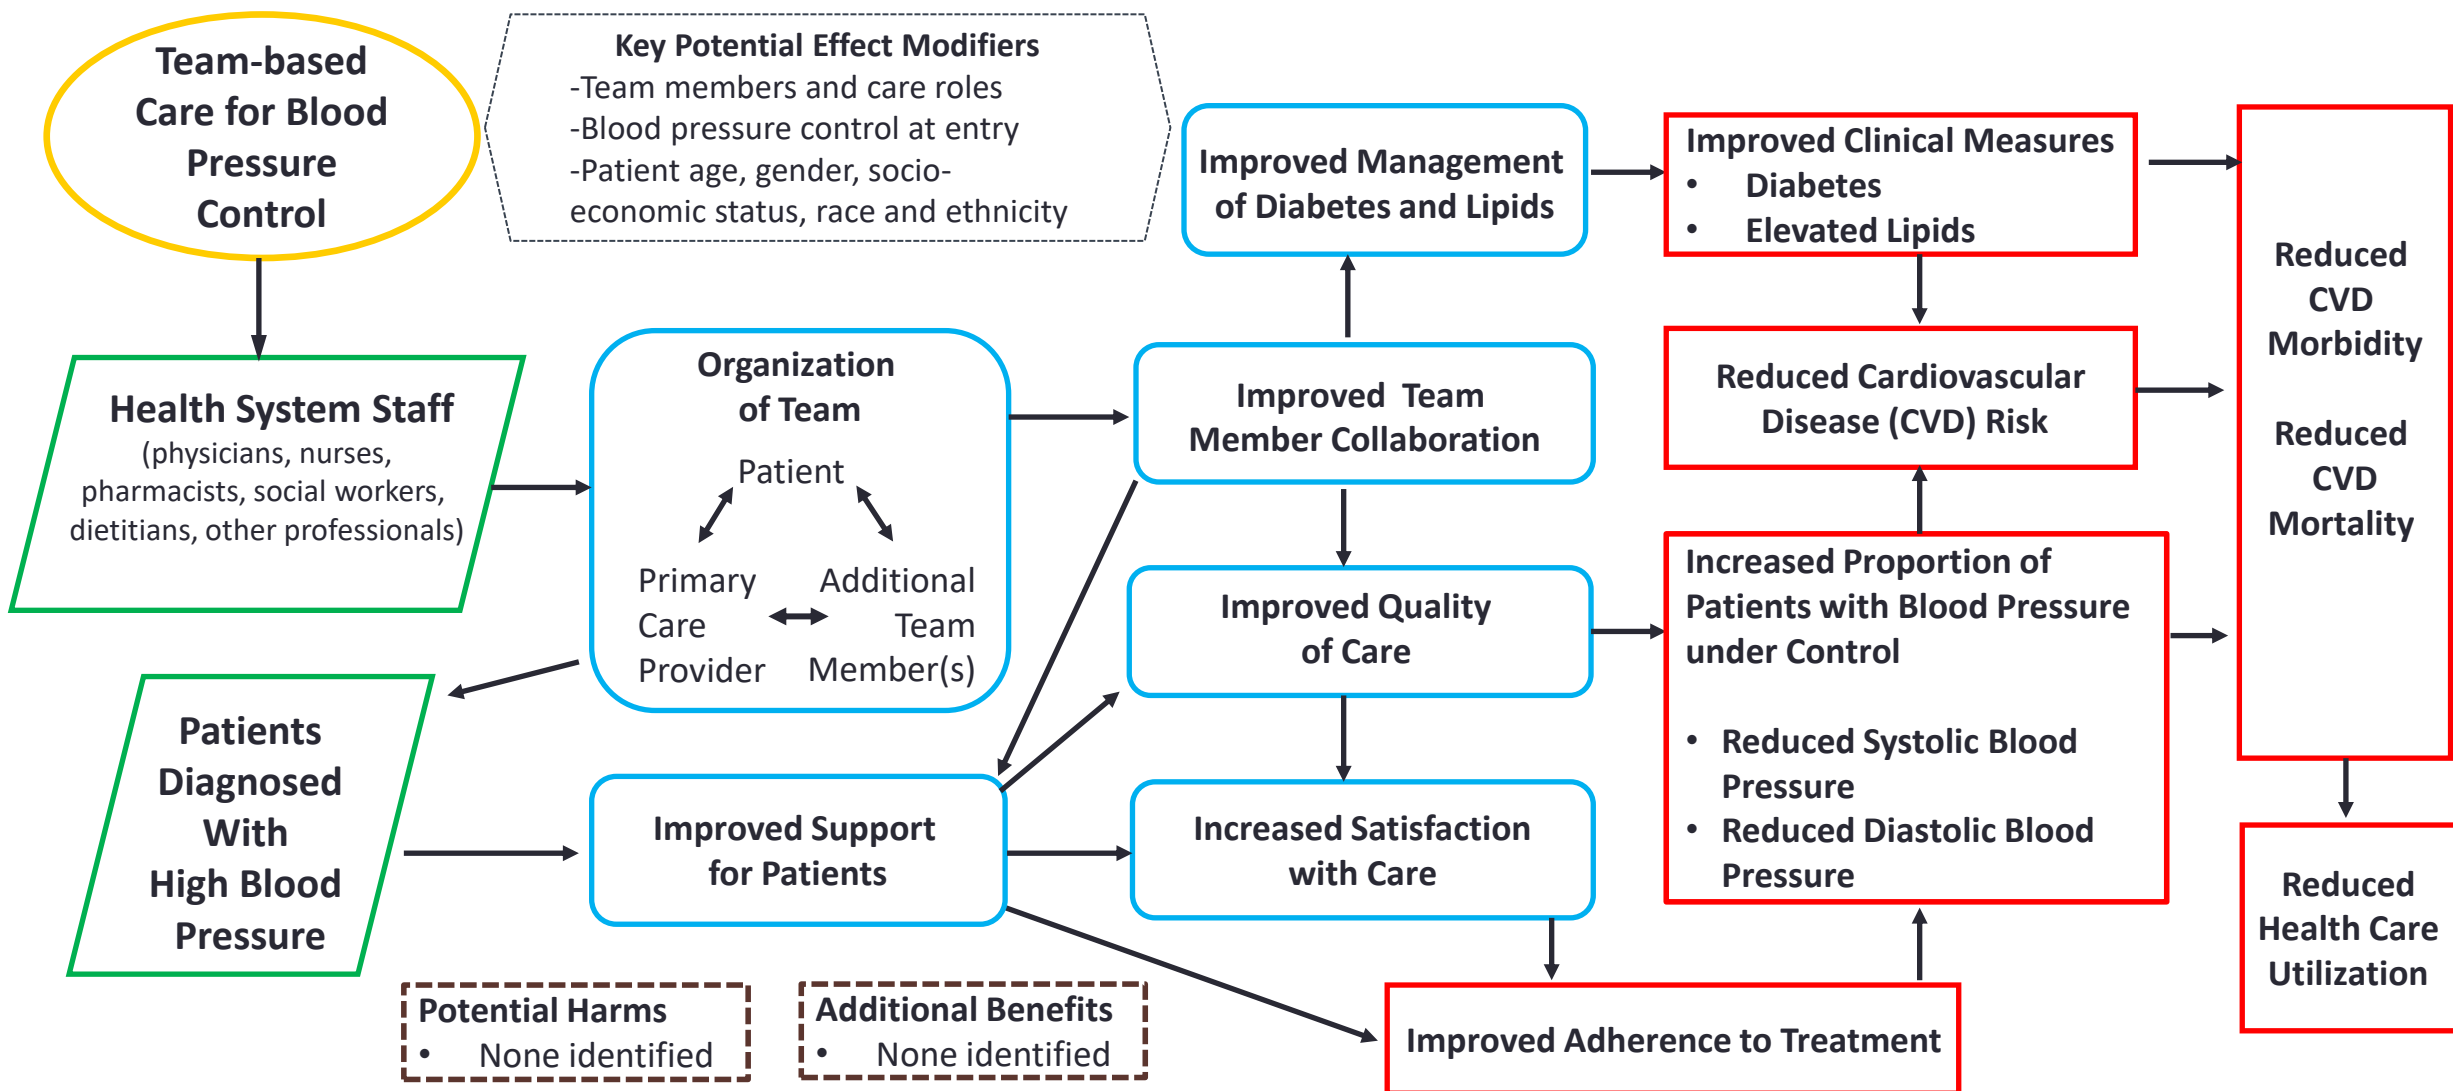 Team-based
Care for Blood
Pressure
Control
Key Potential Effect Modifiers
-Team members and care roles
-Blood pressure control at entry
-Patient age, gender, socio-
economic status, race and ethnicity
Improved Management
of Diabetes and Lipids
Improved Clinical Measures
• Diabetes
• Elevated Lipids
Reduced
CVD
Morbidity
Reduced
CVD
Mortality
Health System Staff
(physicians, nurses,
pharmacists, social workers,
dietitians, other professionals)
Organization
of Team
Patient
Primary
Care
Provider
Additional
Team
Member(s)
Improved Team
Member Collaboration
Reduced Cardiovascular
Disease (CVD) Risk
Improved Quality
of Care
Increased Proportion of
Patients with Blood Pressure
under Control
• Reduced Systolic Blood
Pressure
• Reduced Diastolic Blood
Pressure
Patients
Diagnosed
With
High Blood
Pressure
Improved Support
for Patients
Increased Satisfaction
with Care
Reduced
Health Care
Utilization
Potential Harms
• None identified
Additional Benefits
• None identified
Improved Adherence to Treatment